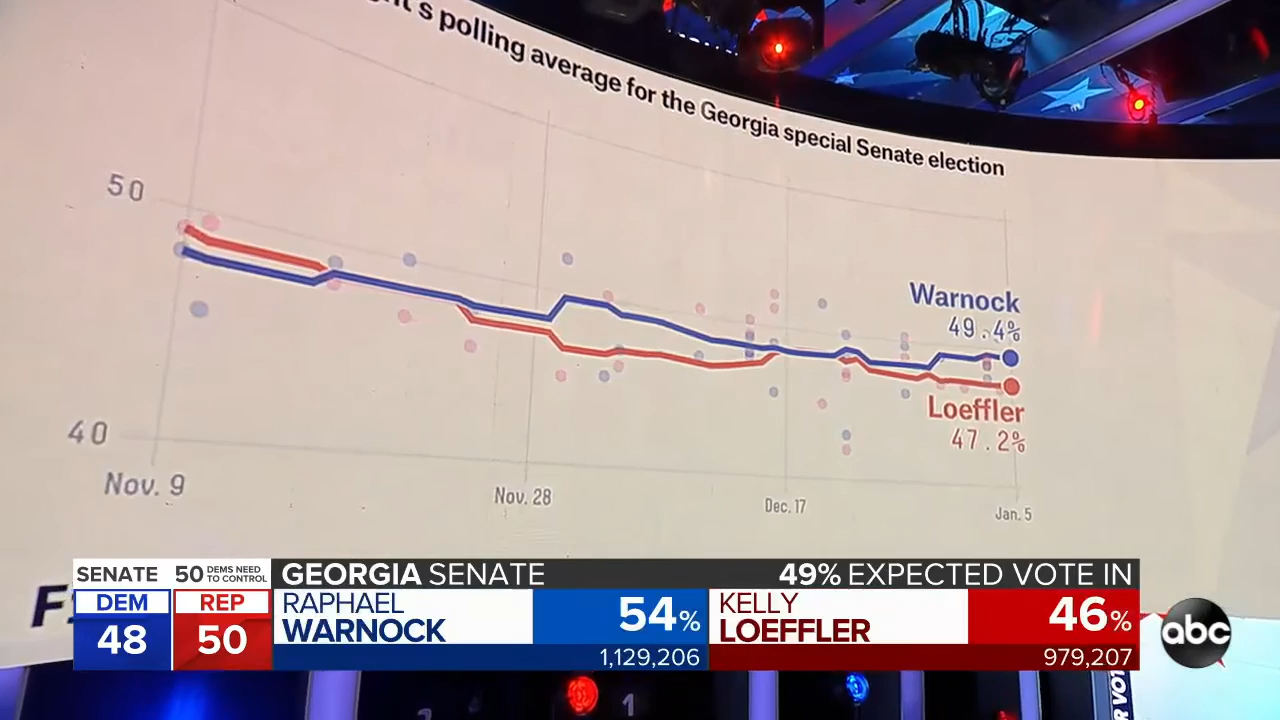 's polling average for the Georgia special Senate election
50
Warnock
49.4%
Loeffler
47.2%
40
Nov. 9
Nov. 28
Dec. 17
Jan. 5
SENATE 50 DEMS NEED TO CONTROL
GEORGIA SENATE 49% EXPECTED VOTE IN
DEM REP
48 50
RAPHAEL WARNOCK 54%
1,129,206
KELLY LOEFFLER 46%
979,207
abc
1